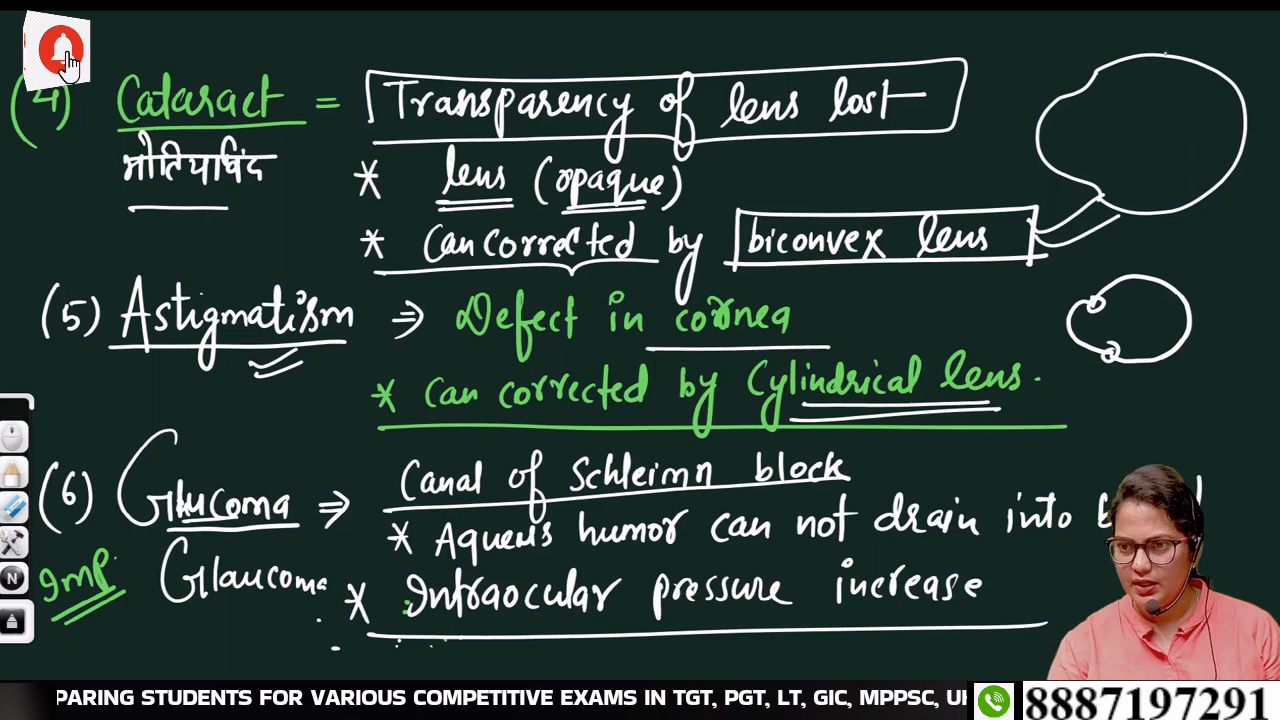 (4) Cataract = Transparency of lens lost
मोतियाबिंद
* lens (opaque)
* Can corrected by biconvex lens
(5) Astigmatism ⇒ Defect in cornea
* Can corrected by Cylindrical lens.
(6) Glucoma ⇒ Canal of Schleimn block
* Aqueus humor can not drain into
Imp. Glaucoma
* Intraocular pressure increase
PARING STUDENTS FOR VARIOUS COMPETITIVE EXAMS IN TGT, PGT, LT, GIC, MPPSC,
8887197291